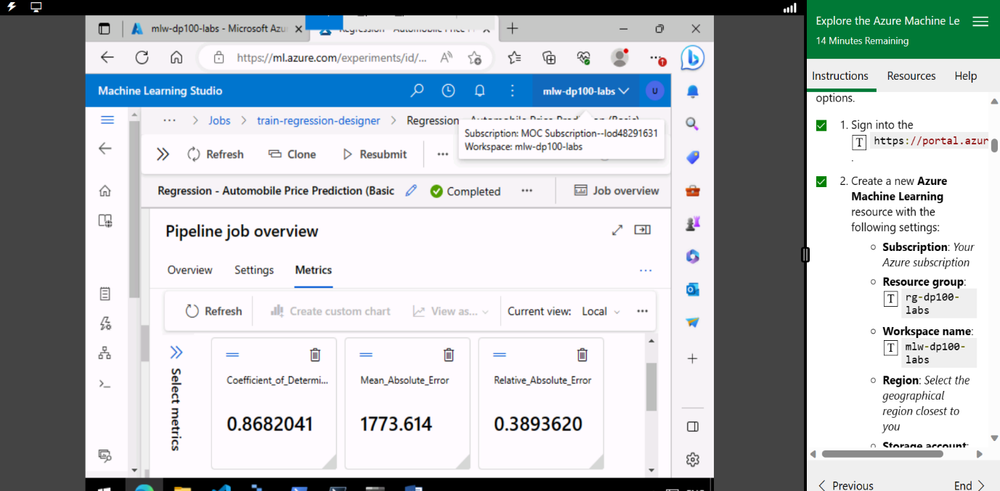 mlw-dp100-labs - Microsoft Azu
https://ml.azure.com/experiments/id/...
Machine Learning Studio
mlw-dp100-labs
U
Jobs > train-regression-designer > Regression - Automobile Price Prediction (Basic)
Subscription: MOC Subscription--lod48291631
Workspace: mlw-dp100-labs
Refresh
Clone
Resubmit
Regression - Automobile Price Prediction (Basic
Completed
Job overview
Pipeline job overview
Overview
Settings
Metrics
Refresh
Create custom chart
View as...
Current view: Local
Select metrics
Coefficient_of_Determi...
0.8682041
Mean_Absolute_Error
1773.614
Relative_Absolute_Error
0.3893620
Explore the Azure Machine Le
14 Minutes Remaining
Instructions
Resources
Help
options.
1. Sign into the
T https://portal.azur
.
2. Create a new Azure
Machine Learning
resource with the
following settings:
Subscription: Your
Azure subscription
Resource group:
T rg-dp100-
labs
Workspace name:
T mlw-dp100-
labs
Region: Select the
geographical
region closest to
you
Storage account:
Previous
End